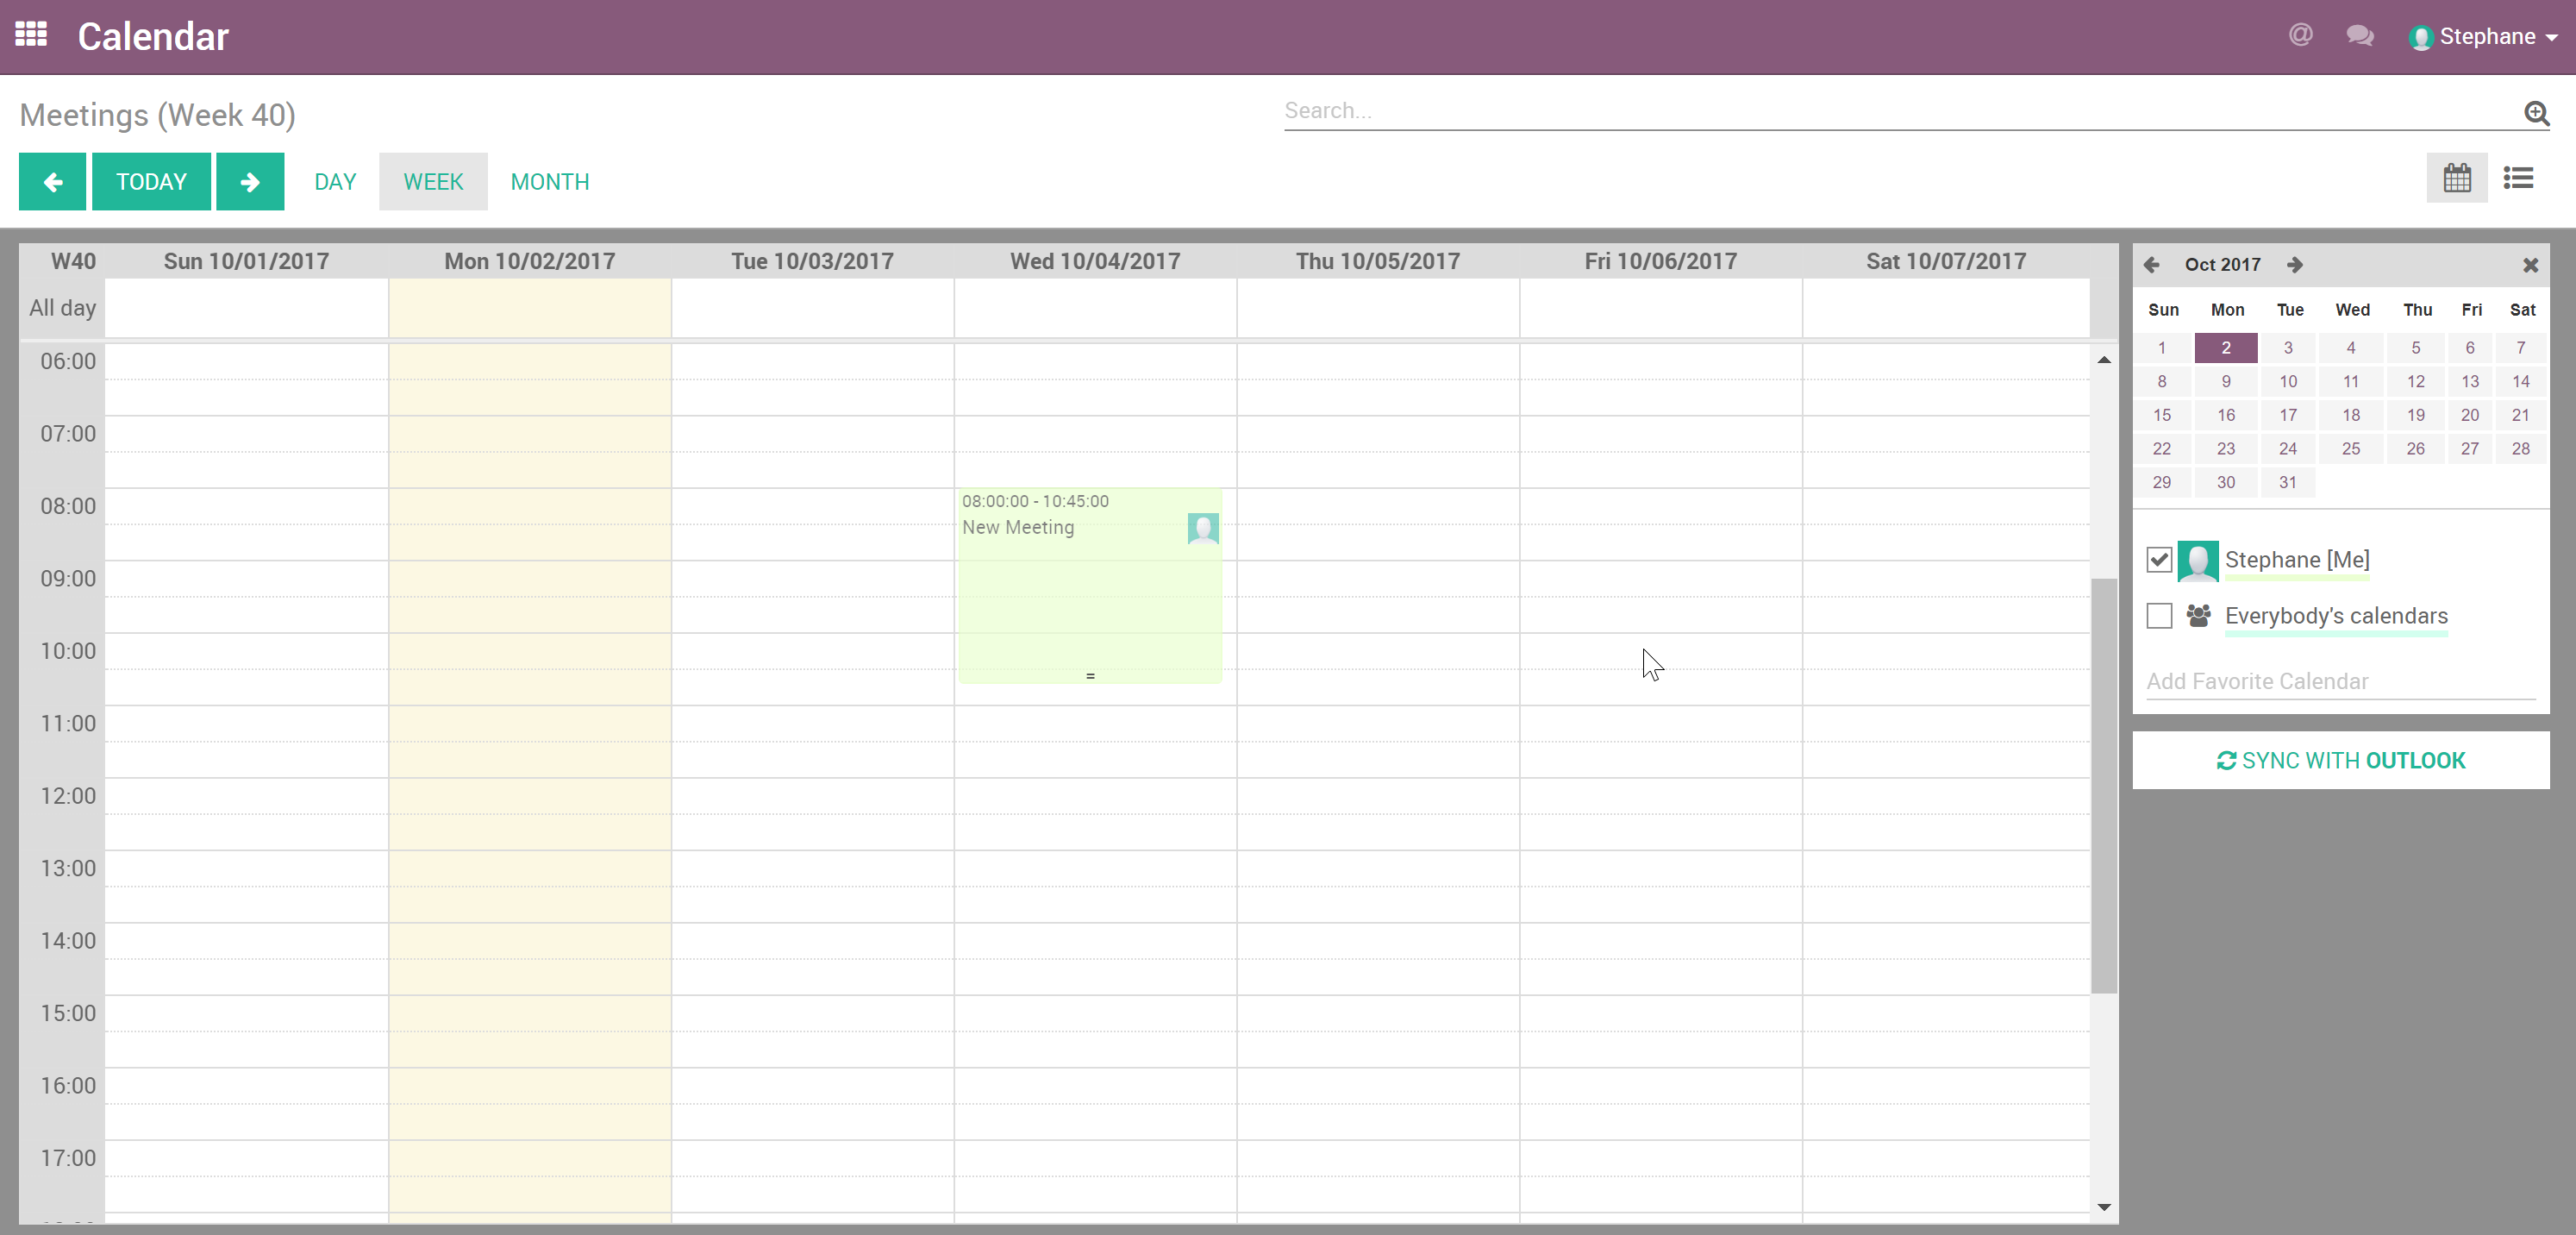 Calendar
@
Stephane
Meetings (Week 40)
Search...
TODAY
DAY
WEEK
MONTH
W40 Sun 10/01/2017 Mon 10/02/2017 Tue 10/03/2017 Wed 10/04/2017 Thu 10/05/2017 Fri 10/06/2017 Sat 10/07/2017
All day
06:00
07:00
08:00
09:00
10:00
11:00
12:00
13:00
14:00
15:00
16:00
17:00
08:00:00 - 10:45:00
New Meeting
=
Oct 2017
Sun Mon Tue Wed Thu Fri Sat
1 2 3 4 5 6 7
8 9 10 11 12 13 14
15 16 17 18 19 20 21
22 23 24 25 26 27 28
29 30 31
Stephane [Me]
Everybody's calendars
Add Favorite Calendar
SYNC WITH OUTLOOK